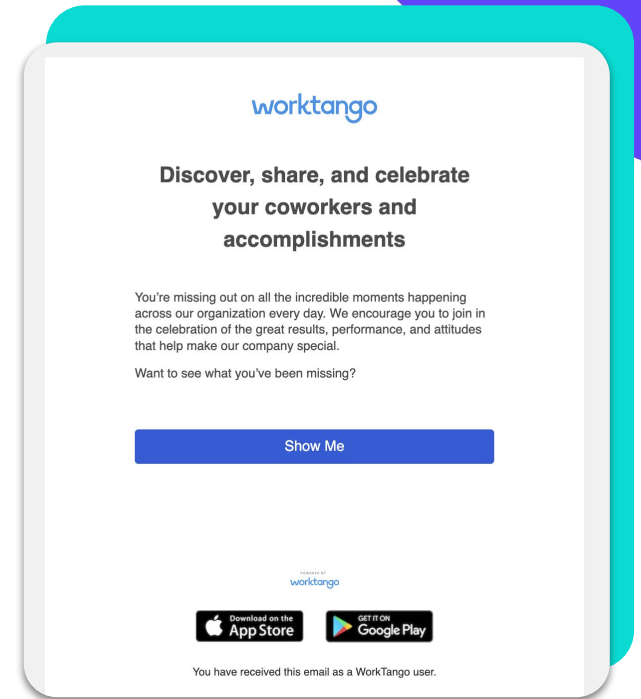 worktango
Discover, share, and celebrate
your coworkers and
accomplishments
You're missing out on all the incredible moments happening
across our organization every day. We encourage you to join in
the celebration of the great results, performance, and attitudes
that help make our company special.
Want to see what you've been missing?
Show Me
POWERED BY
worktango
Download on the
App Store
GET IT ON
Google Play
You have received this email as a WorkTango user.